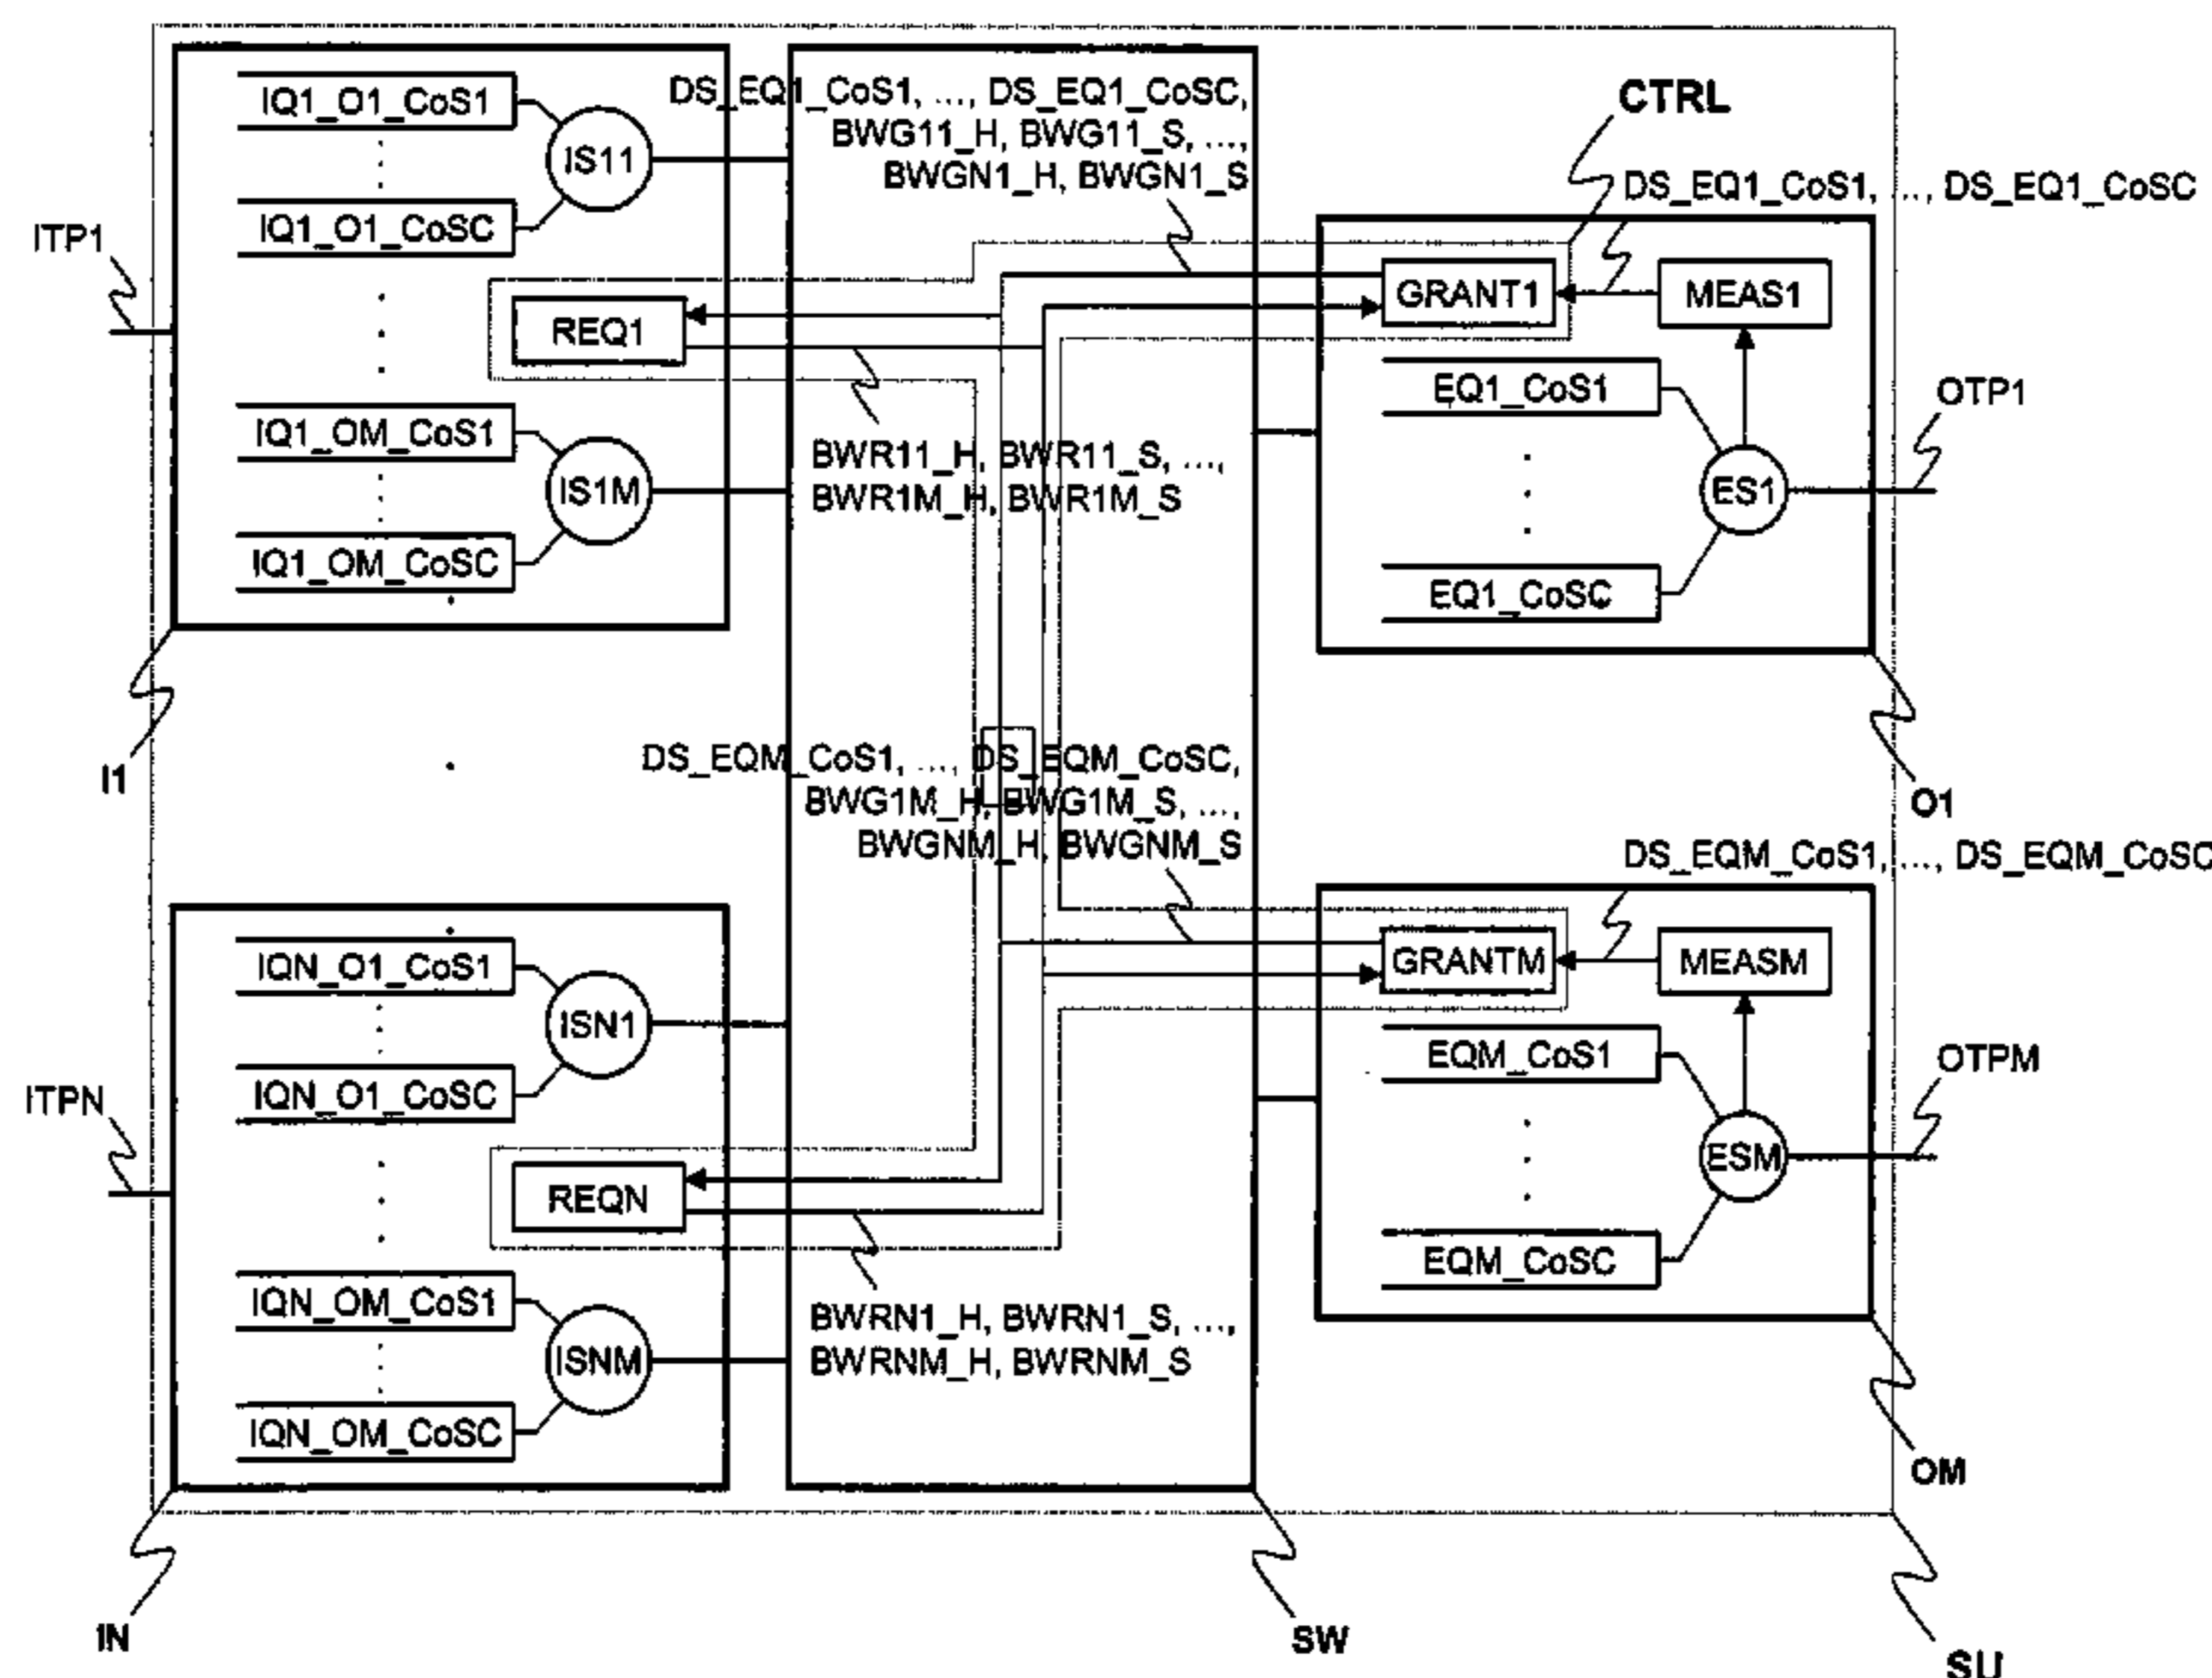 DS_EQ1_CoS1, ..., DS_EQ1_CoSC,
BWG11_H, BWG11_S, ...,
BWGN1_H, BWGN1_S
CTRL
DS_EQ1_CoS1, ..., DS_EQ1_CoSC
IQ1_O1_CoS1
IS11
IQ1_O1_CoSC
ITP1
REQ1
GRANT1
MEAS1
IQ1_OM_CoS1
IS1M
IQ1_OM_CoSC
BWR11_H, BWR11_S, ...,
BWR1M_H, BWR1M_S
EQ1_CoS1
ES1
EQ1_CoSC
OTP1
I1
O1
DS_EQM_CoS1, ..., DS_EQM_CoSC,
BWG1M_H, BWG1M_S, ...,
BWGNM_H, BWGNM_S
DS_EQM_CoS1, ..., DS_EQM_CoSC
IQN_O1_CoS1
ISN1
IQN_O1_CoSC
ITPN
REQN
GRANTM
MEASM
IQN_OM_CoS1
ISNM
IQN_OM_CoSC
BWRN1_H, BWRN1_S, ...,
BWRNM_H, BWRNM_S
EQM_CoS1
ESM
EQM_CoSC
OTPM
OM
IN
SW
SU